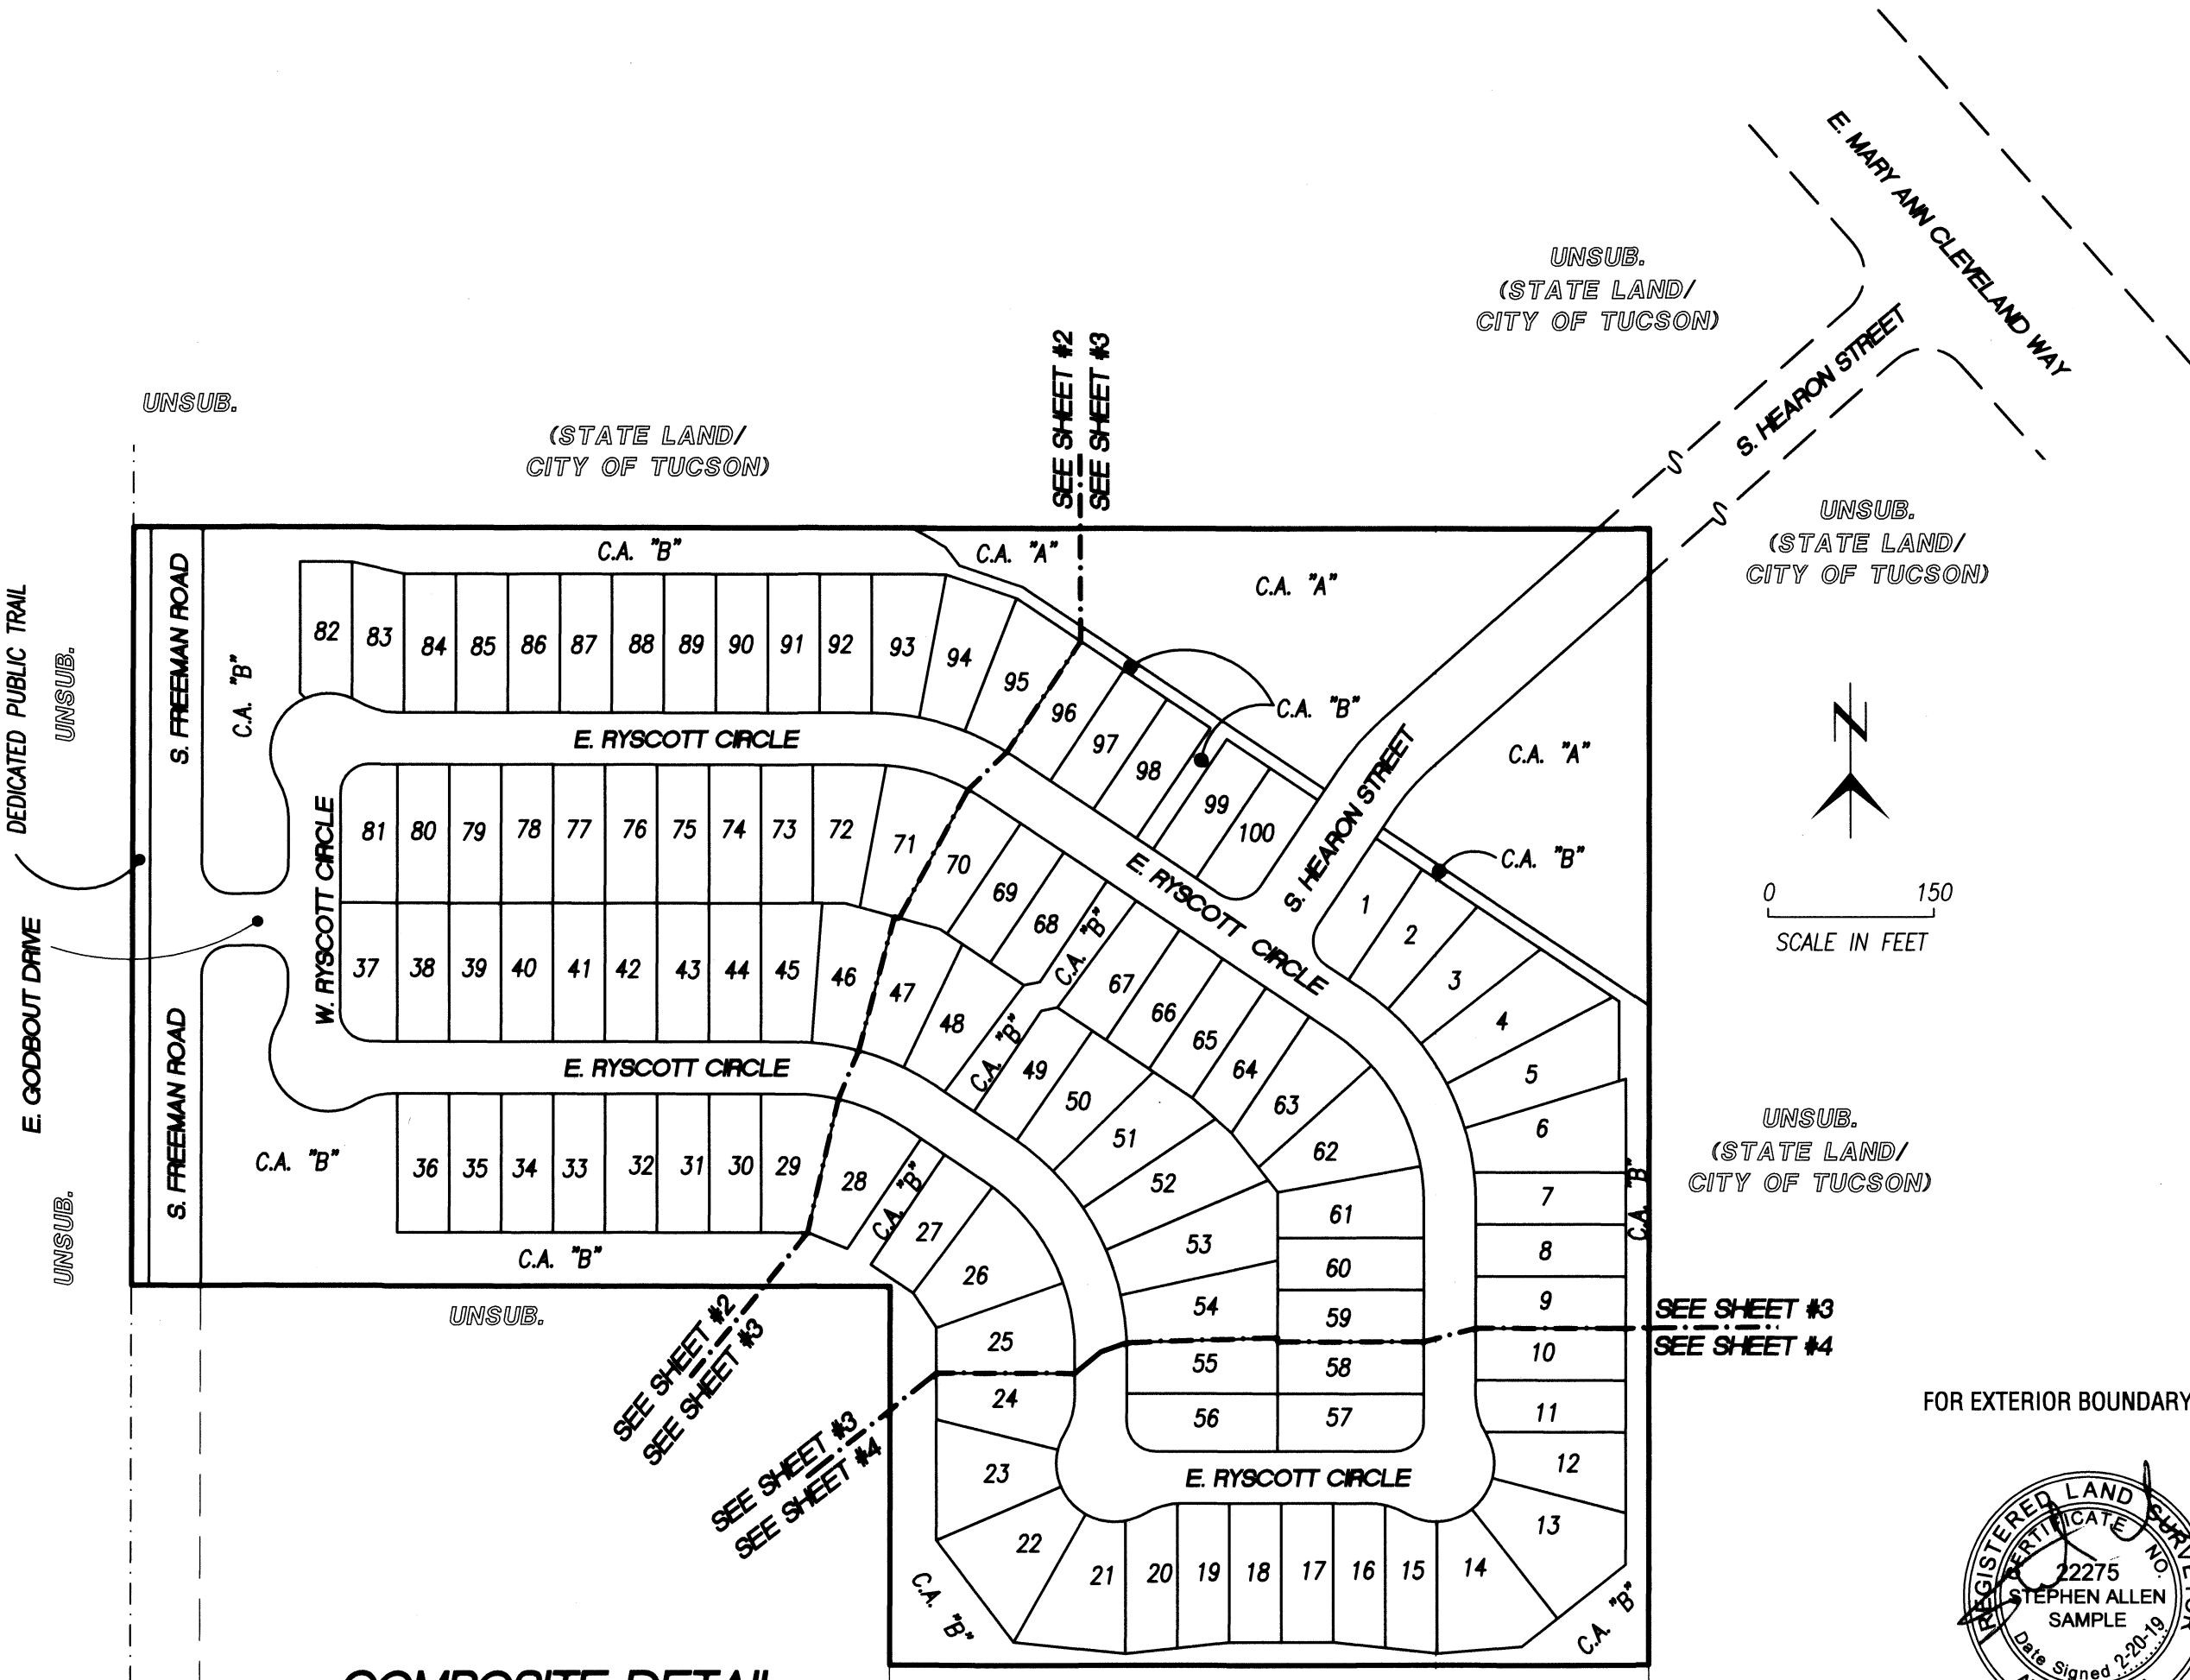 E. MARY ANN CLEVELAND WAY
UNSUB.
(STATE LAND/
CITY OF TUCSON)
S. HEARON STREET
SEE SHEET #2
SEE SHEET #3
UNSUB.
(STATE LAND/
CITY OF TUCSON)
S
S
UNSUB.
(STATE LAND/
CITY OF TUCSON)
DEDICATED PUBLIC TRAIL
UNSUB.
S. FREEMAN ROAD
C.A. "B"
C.A. "B"
C.A. "A"
C.A. "A"
82 83 84 85 86 87 88 89 90 91 92 93 94 95 96 97 98 99 100
C.A. "B"
E. RYSCOTT CIRCLE
S. HEARON STREET
C.A. "A"
C.A. "B"
N
0 150
SCALE IN FEET
W. RYSCOTT CIRCLE
81 80 79 78 77 76 75 74 73 72 71 70 69 68
C.A. "B"
67 66 65 64 63 62 61 60 59 58 57
E. RYSCOTT CIRCLE
1 2 3 4 5 6 7 8 9 10 11 12 13
E. GODBOUT DRIVE
37 38 39 40 41 42 43 44 45 46 47 48
C.A. "B"
49 50 51 52 53 54 55 56
E. RYSCOTT CIRCLE
S. FREEMAN ROAD
C.A. "B"
36 35 34 33 32 31 30 29 28
C.A. "B"
27 26 25 24 23 22
UNSUB.
C.A. "B"
UNSUB.
UNSUB.
(STATE LAND/
CITY OF TUCSON)
C.A. "B"
SEE SHEET #2
SEE SHEET #3
SEE SHEET #3
SEE SHEET #4
SEE SHEET #3
SEE SHEET #4
E. RYSCOTT CIRCLE
21 20 19 18 17 16 15 14
C.A. "B"
C.A. "B"
FOR EXTERIOR BOUNDARY
REGISTERED LAND SURVEYOR
CERTIFICATE NO.
22275
STEPHEN ALLEN
SAMPLE
Date Signed 2-20-19
COMPOSITE DETAIL